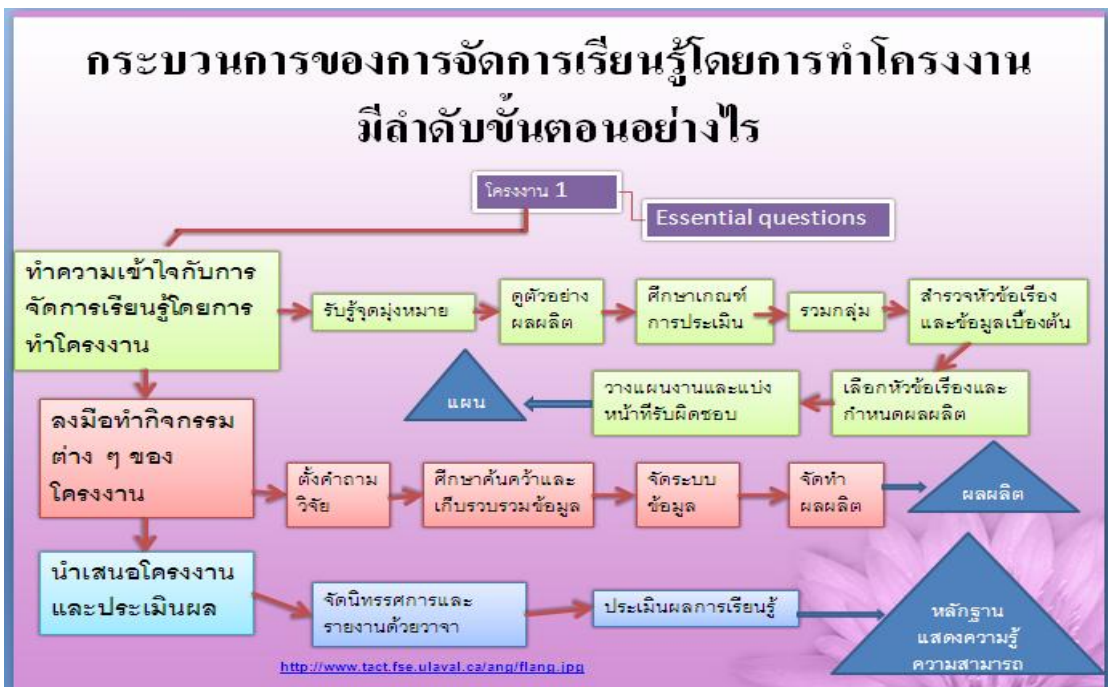 กระบวนการของการจัดการเรียนรู้โดยการทำโครงงาน
มีลำดับขั้นตอนอย่างไร
โครงงาน 1
Essential questions
ทำความเข้าใจกับการ
จัดการเรียนรู้โดยการ
ทำโครงงาน
รับรู้จุดมุ่งหมาย
ดูตัวอย่าง
ผลผลิต
ศึกษาเกณฑ์
การประเมิน
รวมกลุ่ม
สำรวจหัวข้อเรื่อง
และข้อมูลเบื้องต้น
เลือกหัวข้อเรื่องและ
กำหนดผลผลิต
วางแผนงานและแบ่ง
หน้าที่รับผิดชอบ
แผน
ลงมือทำกิจกรรม
ต่าง ๆ ของ
โครงงาน
ตั้งคำถาม
วิจัย
ศึกษาค้นคว้าและ
เก็บรวบรวมข้อมูล
จัดระบบ
ข้อมูล
จัดทำ
ผลผลิต
ผลผลิต
นำเสนอโครงงาน
และประเมินผล
จัดนิทรรศการและ
รายงานด้วยวาจา
ประเมินผลการเรียนรู้
หลักฐาน
แสดงความรู้
ความสามารถ
http://www.tact.fse.ulaval.ca/ang/flang.jpg